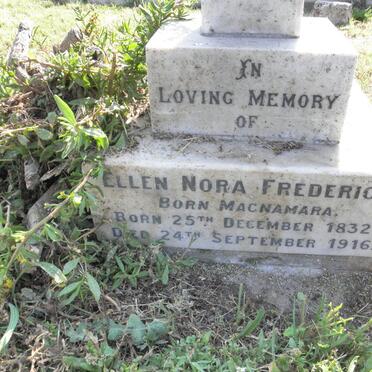 IN
LOVING MEMORY
OF
ELLEN NORA FREDERIC
BORN MACNAMARA.
BORN 25TH DECEMBER 1832
DIED 24TH SEPTEMBER 1916